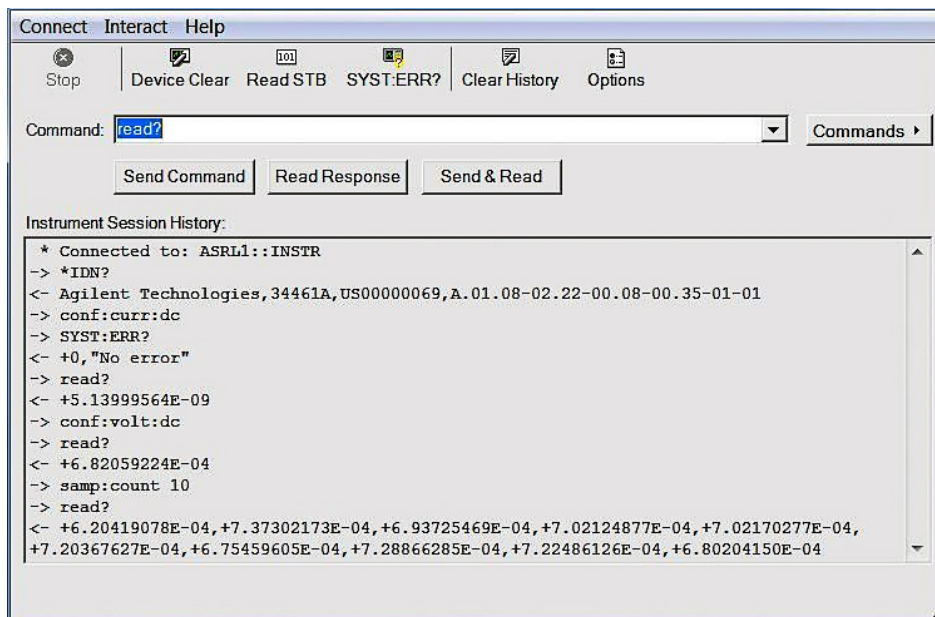 Connect Interact Help
Stop Device Clear Read STB SYST:ERR? Clear History Options
Command: read? Commands
Send Command Read Response Send & Read
Instrument Session History:
* Connected to: ASRL1::INSTR
-> *IDN?
<- Agilent Technologies,34461A,US00000069,A.01.08-02.22-00.08-00.35-01-01
-> conf:curr:dc
-> SYST:ERR?
<- +0,"No error"
-> read?
<- +5.13999564E-09
-> conf:volt:dc
-> read?
<- +6.82059224E-04
-> samp:count 10
-> read?
<- +6.20419078E-04,+7.37302173E-04,+6.93725469E-04,+7.02124877E-04,+7.02170277E-04,
+7.20367627E-04,+6.75459605E-04,+7.28866285E-04,+7.22486126E-04,+6.80204150E-04